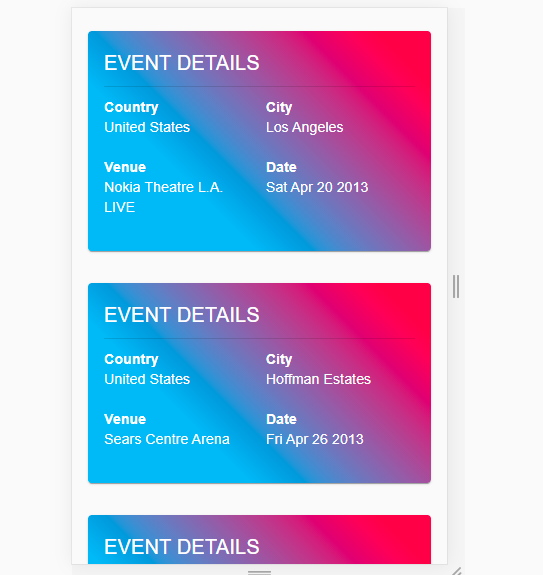 EVENT DETAILS
Country City
United States Los Angeles
Venue Date
Nokia Theatre L.A. Sat Apr 20 2013
LIVE
EVENT DETAILS
Country City
United States Hoffman Estates
Venue Date
Sears Centre Arena Fri Apr 26 2013
EVENT DETAILS